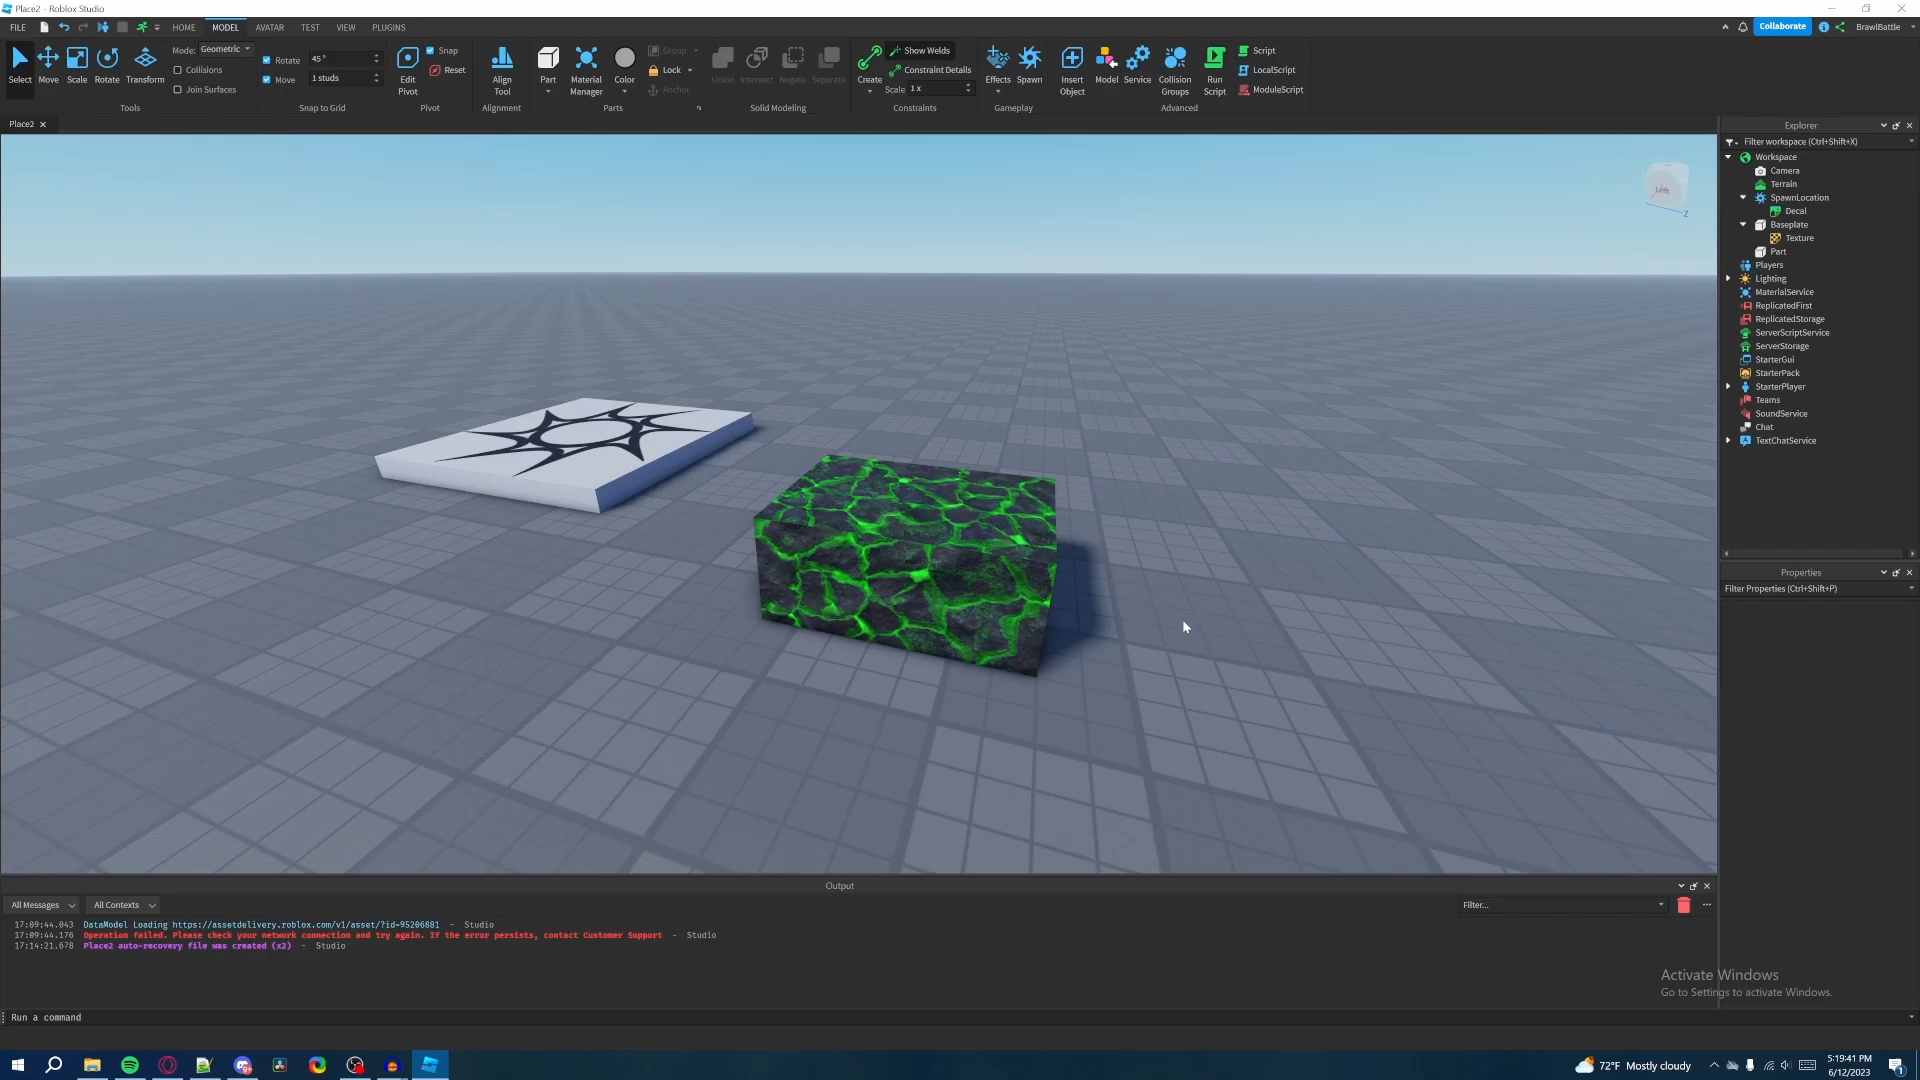 Place2 - Roblox Studio
FILE HOME MODEL AVATAR TEST VIEW PLUGINS
Collaborate BrawlBattle
Select Move Scale Rotate Transform
Mode: Geometric
Collisions
Join Surfaces
Tools
Rotate 45 °
Move 1 studs
Snap to Grid
Edit Pivot
Snap
Reset
Pivot
Align Tool
Alignment
Part
Material Manager
Color
Group
Lock
Anchor
Parts
Union Intersect Negate Separate
Solid Modeling
Create
Show Welds
Constraint Details
Scale 1 x
Constraints
Effects Spawn
Gameplay
Insert Object
Model
Service
Collision Groups
Run Script
Script
LocalScript
ModuleScript
Advanced
Place2
Left
Z
Explorer
Filter workspace (Ctrl+Shift+X)
Workspace
Camera
Terrain
SpawnLocation
Decal
Baseplate
Texture
Part
Players
Lighting
MaterialService
ReplicatedFirst
ReplicatedStorage
ServerScriptService
ServerStorage
StarterGui
StarterPack
StarterPlayer
Teams
SoundService
Chat
TextChatService
Properties
Filter Properties (Ctrl+Shift+P)
Output
All Messages All Contexts Filter...
17:09:44.043 DataModel Loading https://assetdelivery.roblox.com/v1/asset/?id=95206881 - Studio
17:09:44.176 Operation failed. Please check your network connection and try again. If the error persists, contact Customer Support - Studio
17:14:21.678 Place2 auto-recovery file was created (x2) - Studio
Activate Windows
Go to Settings to activate Windows.
Run a command
72°F Mostly cloudy
5:19:41 PM
6/12/2023